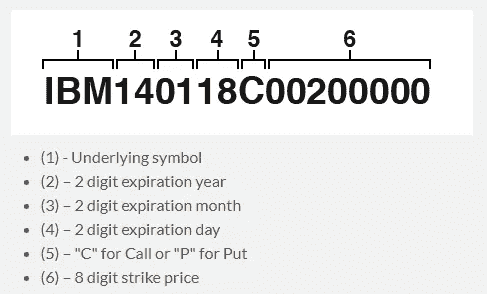 1 2 3 4 5 6
IBM140118C00200000
• (1) - Underlying symbol
• (2) – 2 digit expiration year
• (3) – 2 digit expiration month
• (4) – 2 digit expiration day
• (5) – "C" for Call or "P" for Put
• (6) – 8 digit strike price